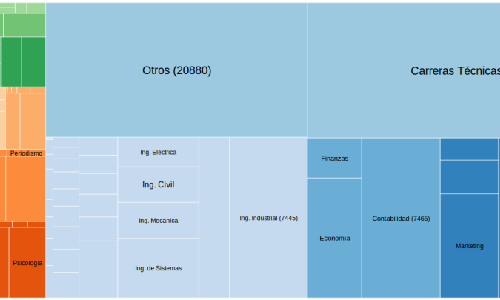 Otros (20880)
Carreras Técnicas
Periodismo
Ing. Eléctrica
Finanzas
Ing. Civil
Ing. Mecánica
Ing. Industrial (7445)
Contabilidad (7465)
Economía
Marketing
Psicología
Ing. de Sistemas